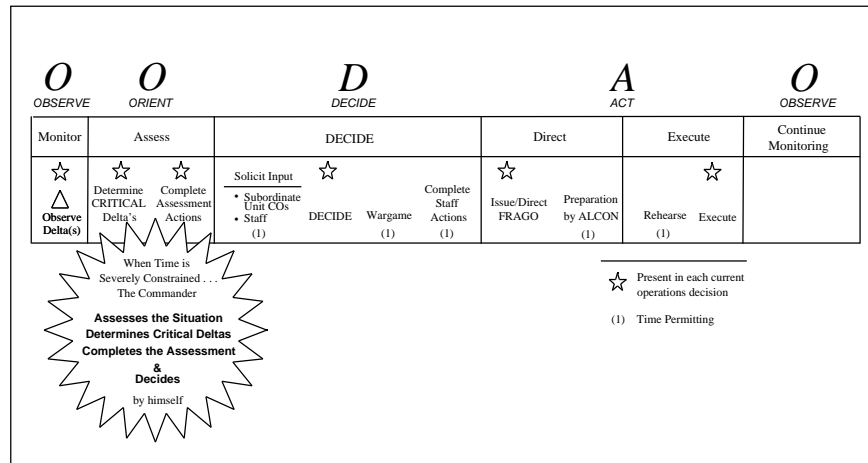 O O D A O
OBSERVE ORIENT DECIDE ACT OBSERVE
Monitor Assess DECIDE Direct Execute Continue
Monitoring
Observe
Delta(s)
Determine
CRITICAL
Delta's
Complete
Assessment
Actions
Solicit Input
• Subordinate
Unit COs
• Staff
(1)
DECIDE
Wargame
(1)
Complete
Staff
Actions
(1)
Issue/Direct
FRAGO
Preparation
by ALCON
(1)
Rehearse
(1)
Execute
When Time is
Severely Constrained . . .
The Commander
Assesses the Situation
Determines Critical Deltas
Completes the Assessment
&
Decides
by himself
Present in each current
operations decision
(1) Time Permitting